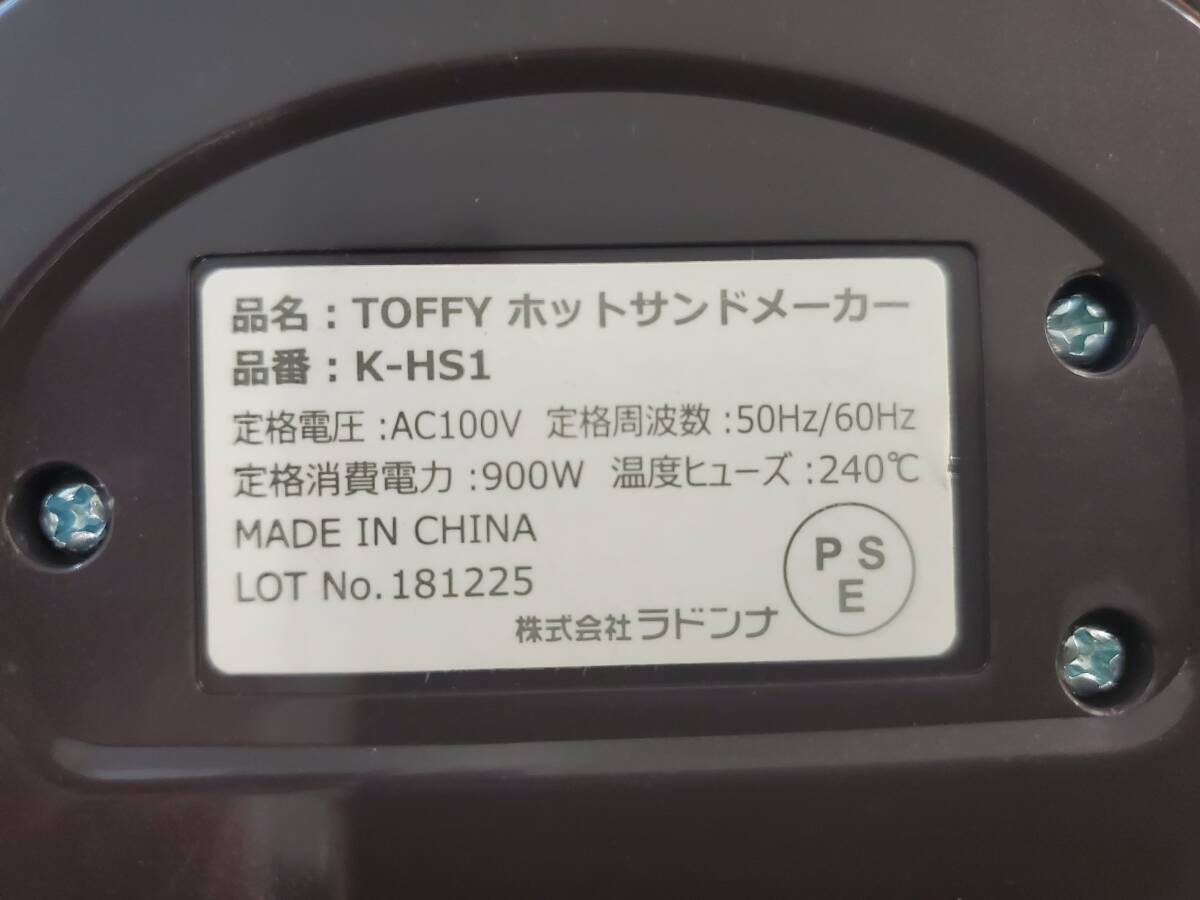 品名：TOFFY ホットサンドメーカー
品番：K-HS1
定格電圧:AC100V 定格周波数:50Hz/60Hz
定格消費電力:900W 温度ヒューズ:240℃
MADE IN CHINA
LOT No.181225
株式会社ラドンナ
PSE